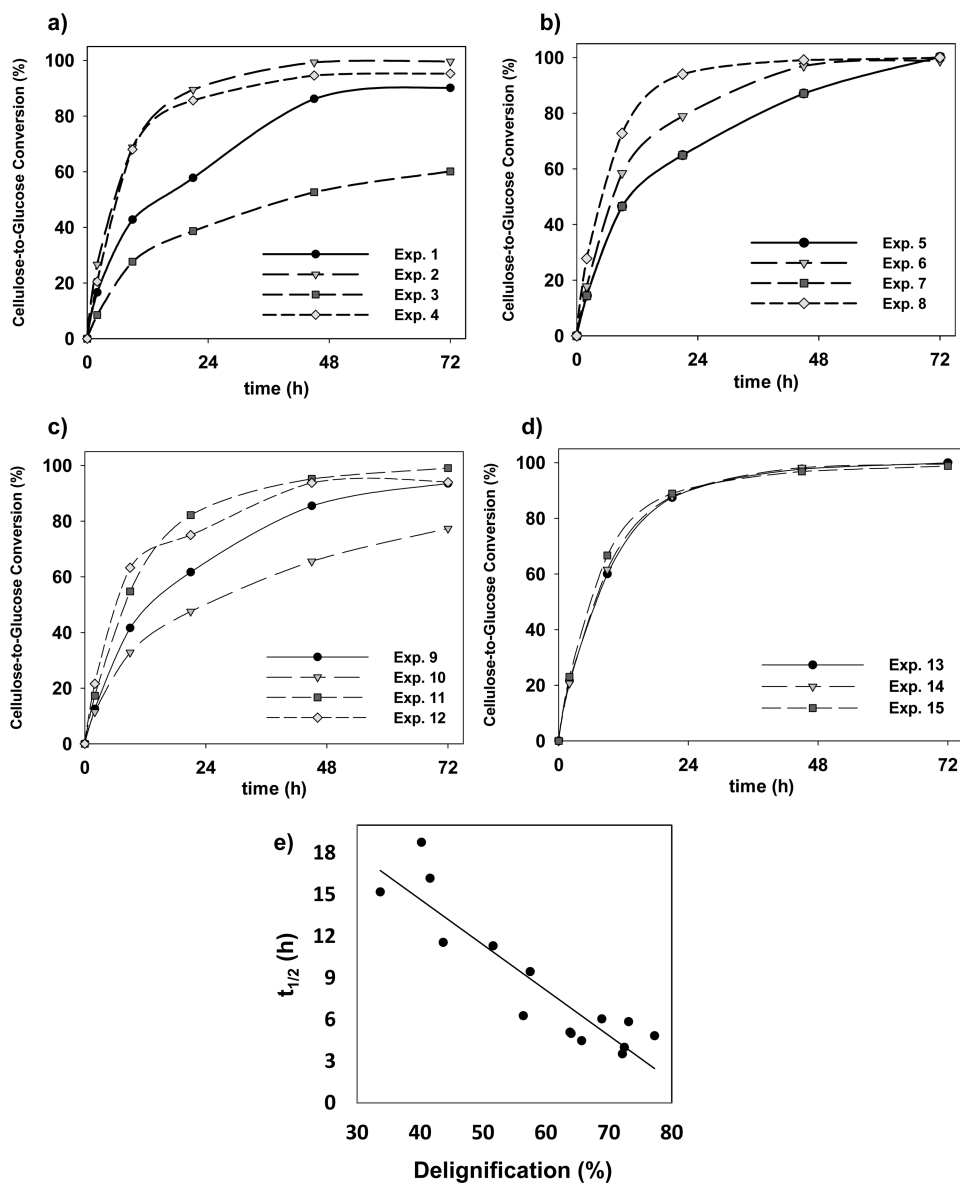 a)
Cellulose-to-Glucose Conversion (%)
100
80
60
40
20
0
0 24 48 72
time (h)
Exp. 1
Exp. 2
Exp. 3
Exp. 4
b)
Cellulose-to-Glucose Conversion (%)
100
80
60
40
20
0
0 24 48 72
time (h)
Exp. 5
Exp. 6
Exp. 7
Exp. 8
c)
Cellulose-to-Glucose Conversion (%)
100
80
60
40
20
0
0 24 48 72
time (h)
Exp. 9
Exp. 10
Exp. 11
Exp. 12
d)
Cellulose-to-Glucose Conversion (%)
100
80
60
40
20
0
0 24 48 72
time (h)
Exp. 13
Exp. 14
Exp. 15
e)
t1/2 (h)
18
15
12
9
6
3
0
30 40 50 60 70 80
Delignification (%)